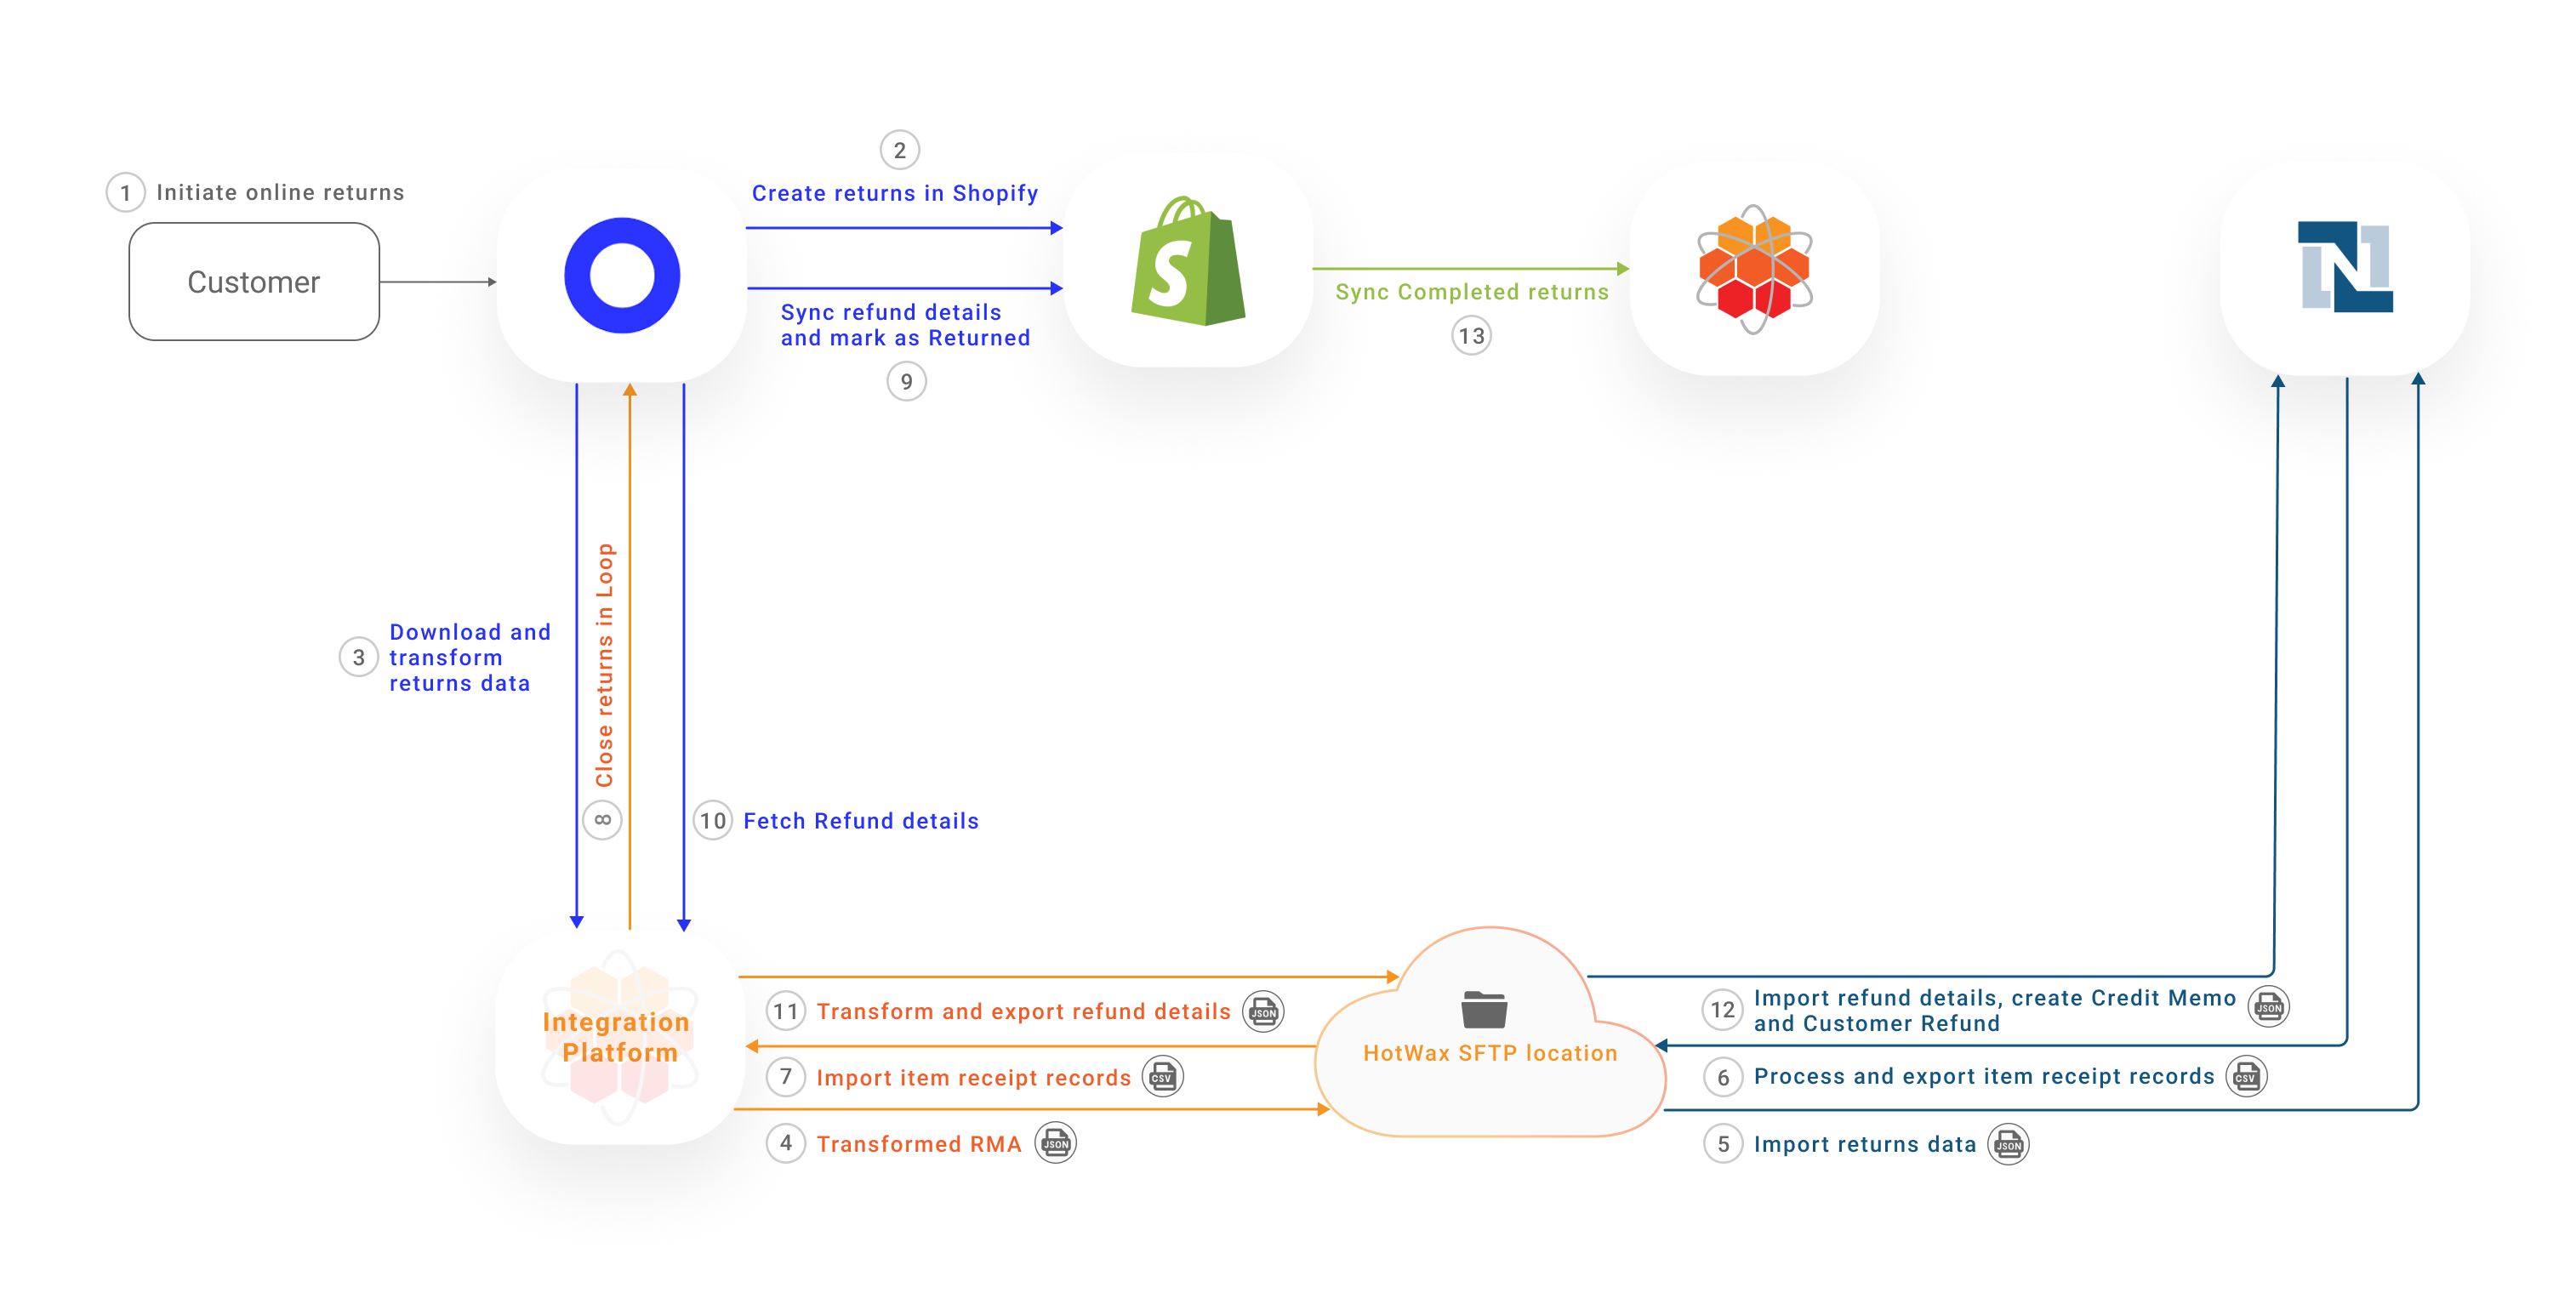 1 Initiate online returns
Customer
2
Create returns in Shopify
Sync refund details
and mark as Returned
9
S
Sync Completed returns
13
N
3
Download and
transform
returns data
8 Close returns in Loop
10 Fetch Refund details
Integration
Platform
11 Transform and export refund details JSON
7 Import item receipt records CSV
4 Transformed RMA JSON
HotWax SFTP location
12 Import refund details, create Credit Memo
and Customer Refund JSON
6 Process and export item receipt records CSV
5 Import returns data JSON